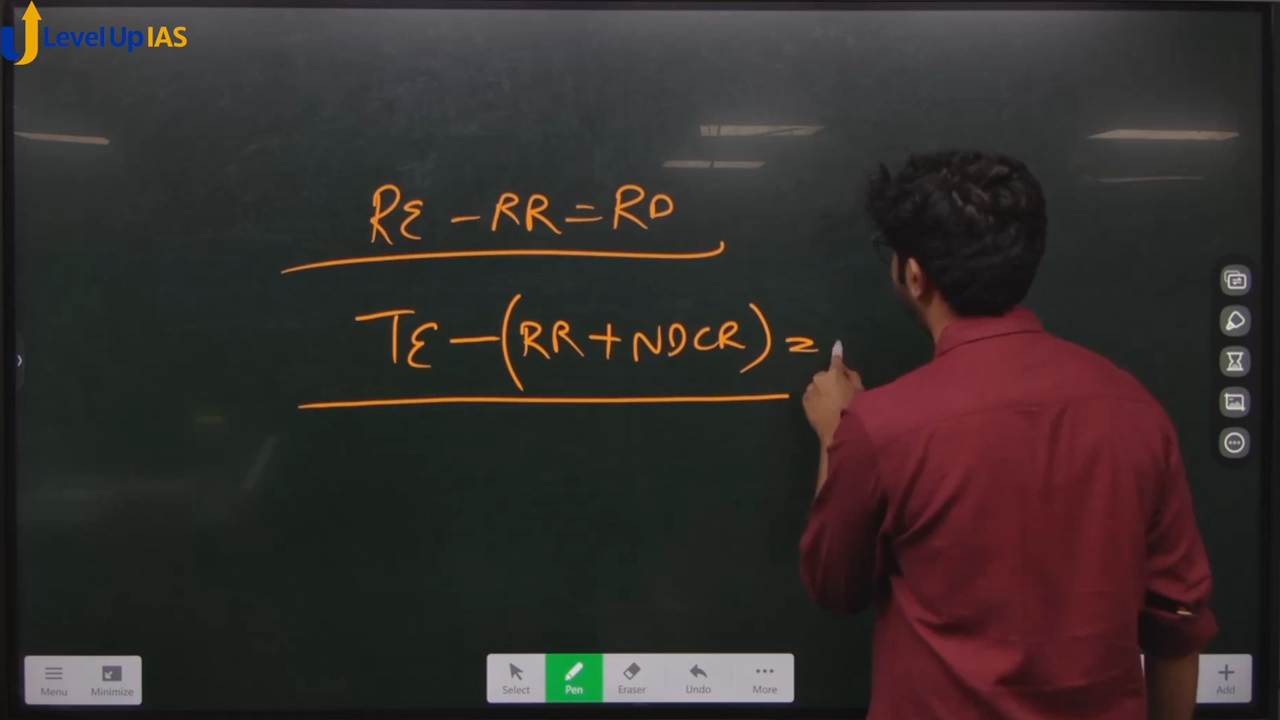 Level Up IAS
RE - RR = RD
TE - (RR + NDCR) =
Menu
Minimize
Select
Pen
Eraser
Undo
More
Add